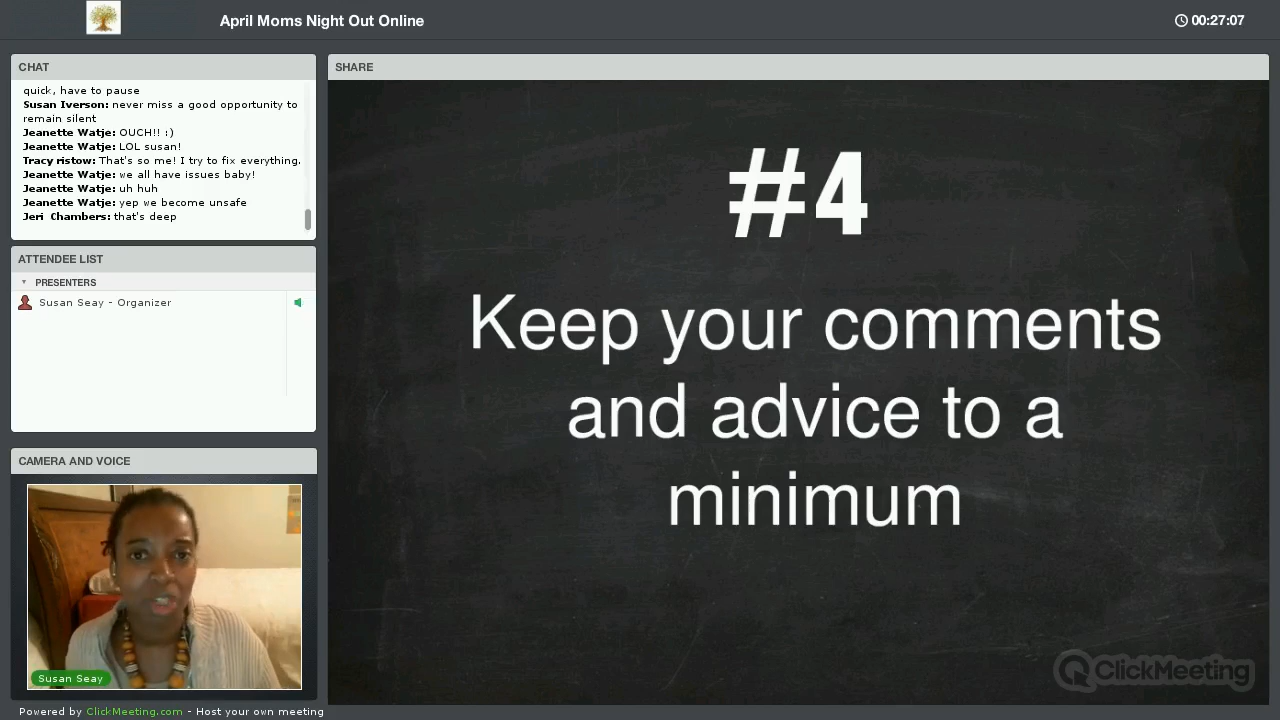 April Moms Night Out Online
00:27:07
CHAT
quick, have to pause
Susan Iverson: never miss a good opportunity to
remain silent
Jeanette Watje: OUCH!! :)
Jeanette Watje: LOL susan!
Tracy ristow: That's so me! I try to fix everything.
Jeanette Watje: we all have issues baby!
Jeanette Watje: uh huh
Jeanette Watje: yep we become unsafe
Jeri Chambers: that's deep
ATTENDEE LIST
PRESENTERS
Susan Seay - Organizer
CAMERA AND VOICE
Susan Seay
Powered by ClickMeeting.com - Host your own meeting
SHARE
#4
Keep your comments
and advice to a
minimum
ClickMeeting